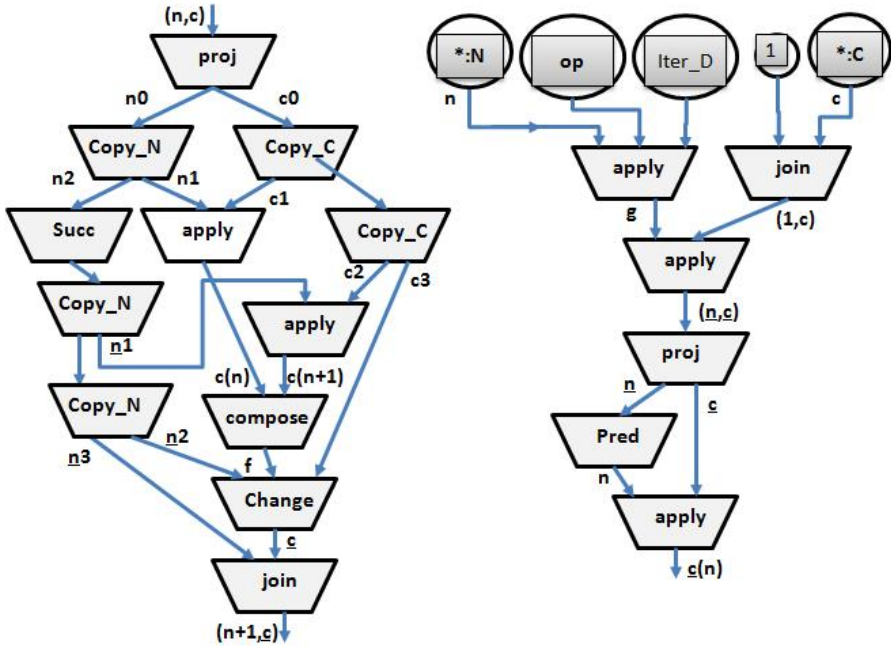 (n,c)
proj
n0
c0
Copy_N
Copy_C
n2
n1
c1
Succ
apply
Copy_C
c2
c3
Copy_N
n1
apply
c(n)
c(n+1)
Copy_N
compose
n3
n2
f
Change
c
join
(n+1,c)
*:N
op
Iter_D
1
*:C
n
c
apply
join
g
(1,c)
apply
(n,c)
proj
n
c
Pred
n
apply
c(n)